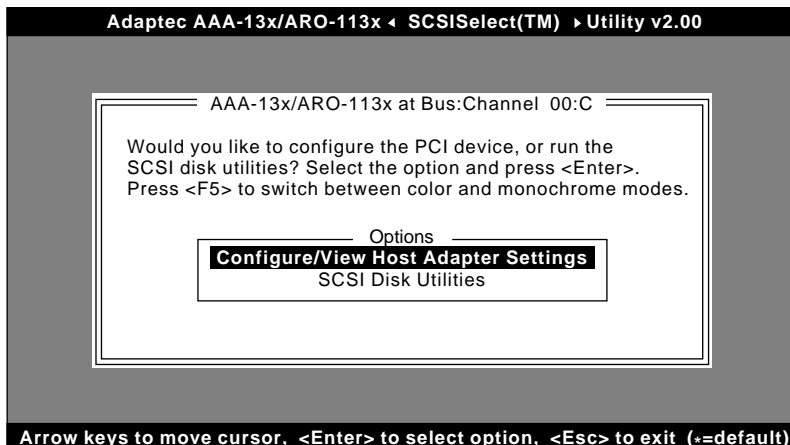 Adaptec AAA-13x/ARO-113x ◂ SCSISelect(TM) ▸ Utility v2.00
AAA-13x/ARO-113x at Bus:Channel 00:C
Would you like to configure the PCI device, or run the
SCSI disk utilities? Select the option and press <Enter>.
Press <F5> to switch between color and monochrome modes.
Options
Configure/View Host Adapter Settings
SCSI Disk Utilities
Arrow keys to move cursor, <Enter> to select option, <Esc> to exit (*=default)